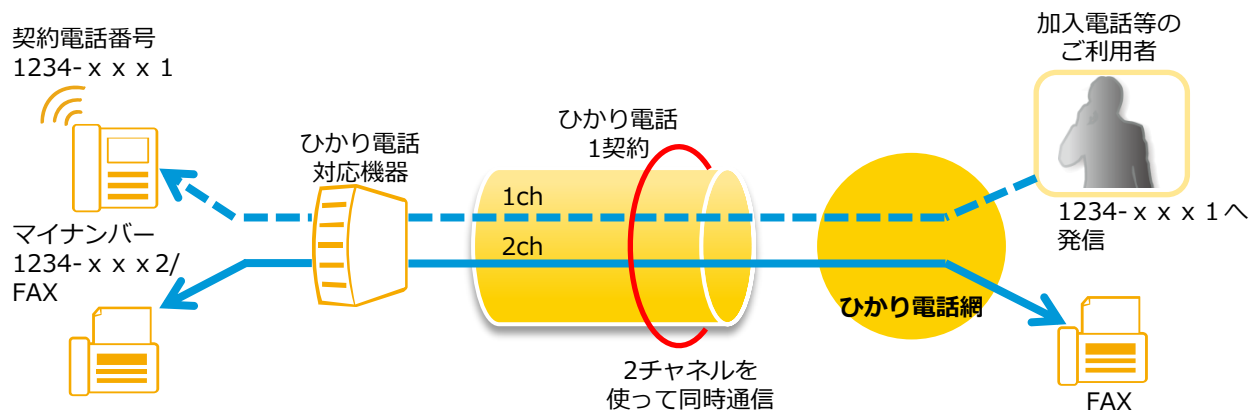 契約電話番号
1234-ｘｘｘ1
ひかり電話
対応機器
マイナンバー
1234-ｘｘｘ2/
FAX
ひかり電話
1契約
1ch
2ch
2チャネルを
使って同時通信
ひかり電話網
加入電話等の
ご利用者
1234-ｘｘｘ１へ
発信
FAX